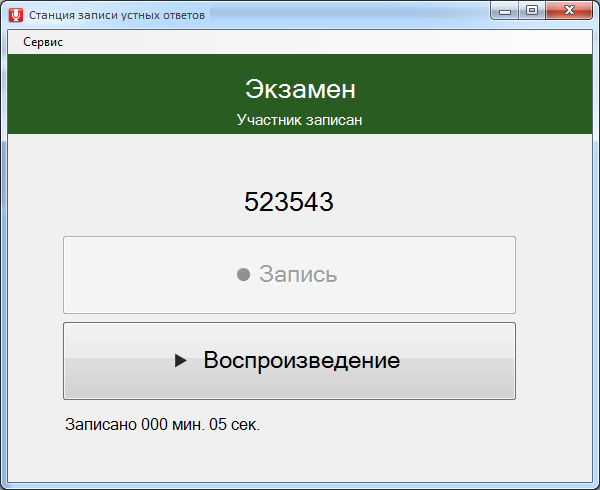 Станция записи устных ответов
Сервис
Экзамен
Участник записан
523543
Запись
Воспроизведение
Записано 000 мин. 05 сек.